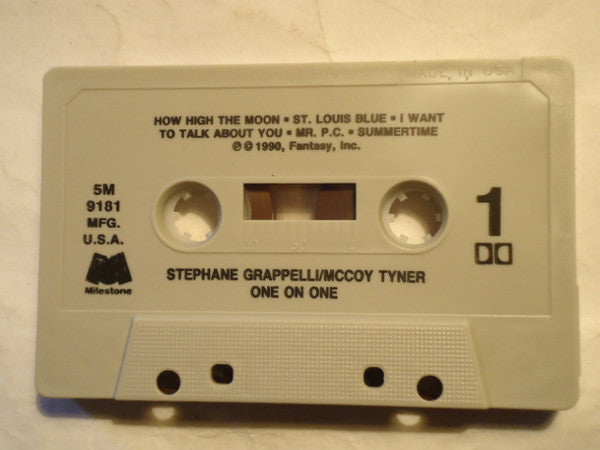 MADE IN USA
HOW HIGH THE MOON • ST. LOUIS BLUE • I WANT
TO TALK ABOUT YOU • MR. P.C. • SUMMERTIME
℗ © 1990, Fantasy, Inc.
5M
9181
MFG.
U.S.A.
1
Milestone
STEPHANE GRAPPELLI/MCCOY TYNER
ONE ON ONE